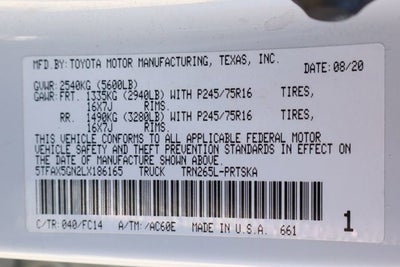 MFD BY:TOYOTA MOTOR MANUFACTURING, TEXAS, INC.
DATE: 08/20
GVWR: 2540KG (5600LB)
GAWR: FRT. 1335KG (2940LB) WITH P245/75R16 TIRES,
16X7J RIMS.
RR. 1490KG (3280LB) WITH P245/75R16 TIRES,
16X7J RIMS.
THIS VEHICLE CONFORMS TO ALL APPLICABLE FEDERAL MOTOR
VEHICLE SAFETY AND THEFT PREVENTION STANDARDS IN EFFECT
ON THE DATE OF MANUFACTURE SHOWN ABOVE.
5TFAX5GN2LX186165 TRUCK TRN265L-PRTSKA
1
C/TR:040/FC14 A/TM:-/AC60E MADE IN U.S.A. 661